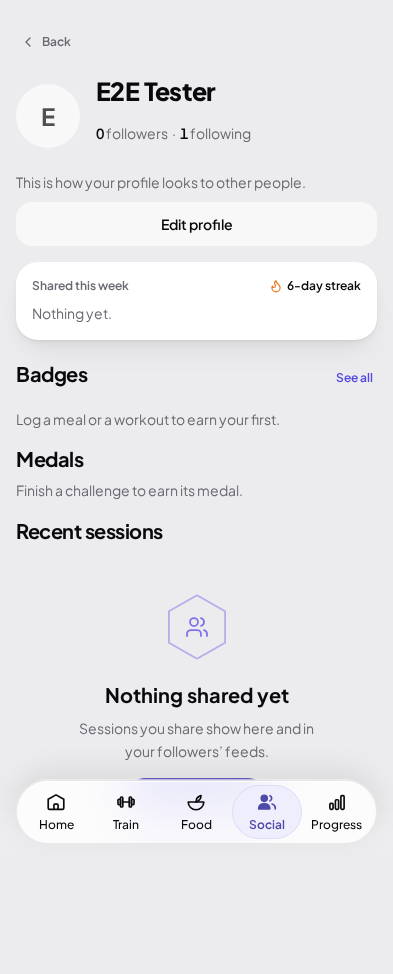 Back
E
E2E Tester
0 followers · 1 following
This is how your profile looks to other people.
Edit profile
Shared this week
6-day streak
Nothing yet.
Badges
See all
Log a meal or a workout to earn your first.
Medals
Finish a challenge to earn its medal.
Recent sessions
Nothing shared yet
Sessions you share show here and in
your followers’ feeds.
Home
Train
Food
Social
Progress